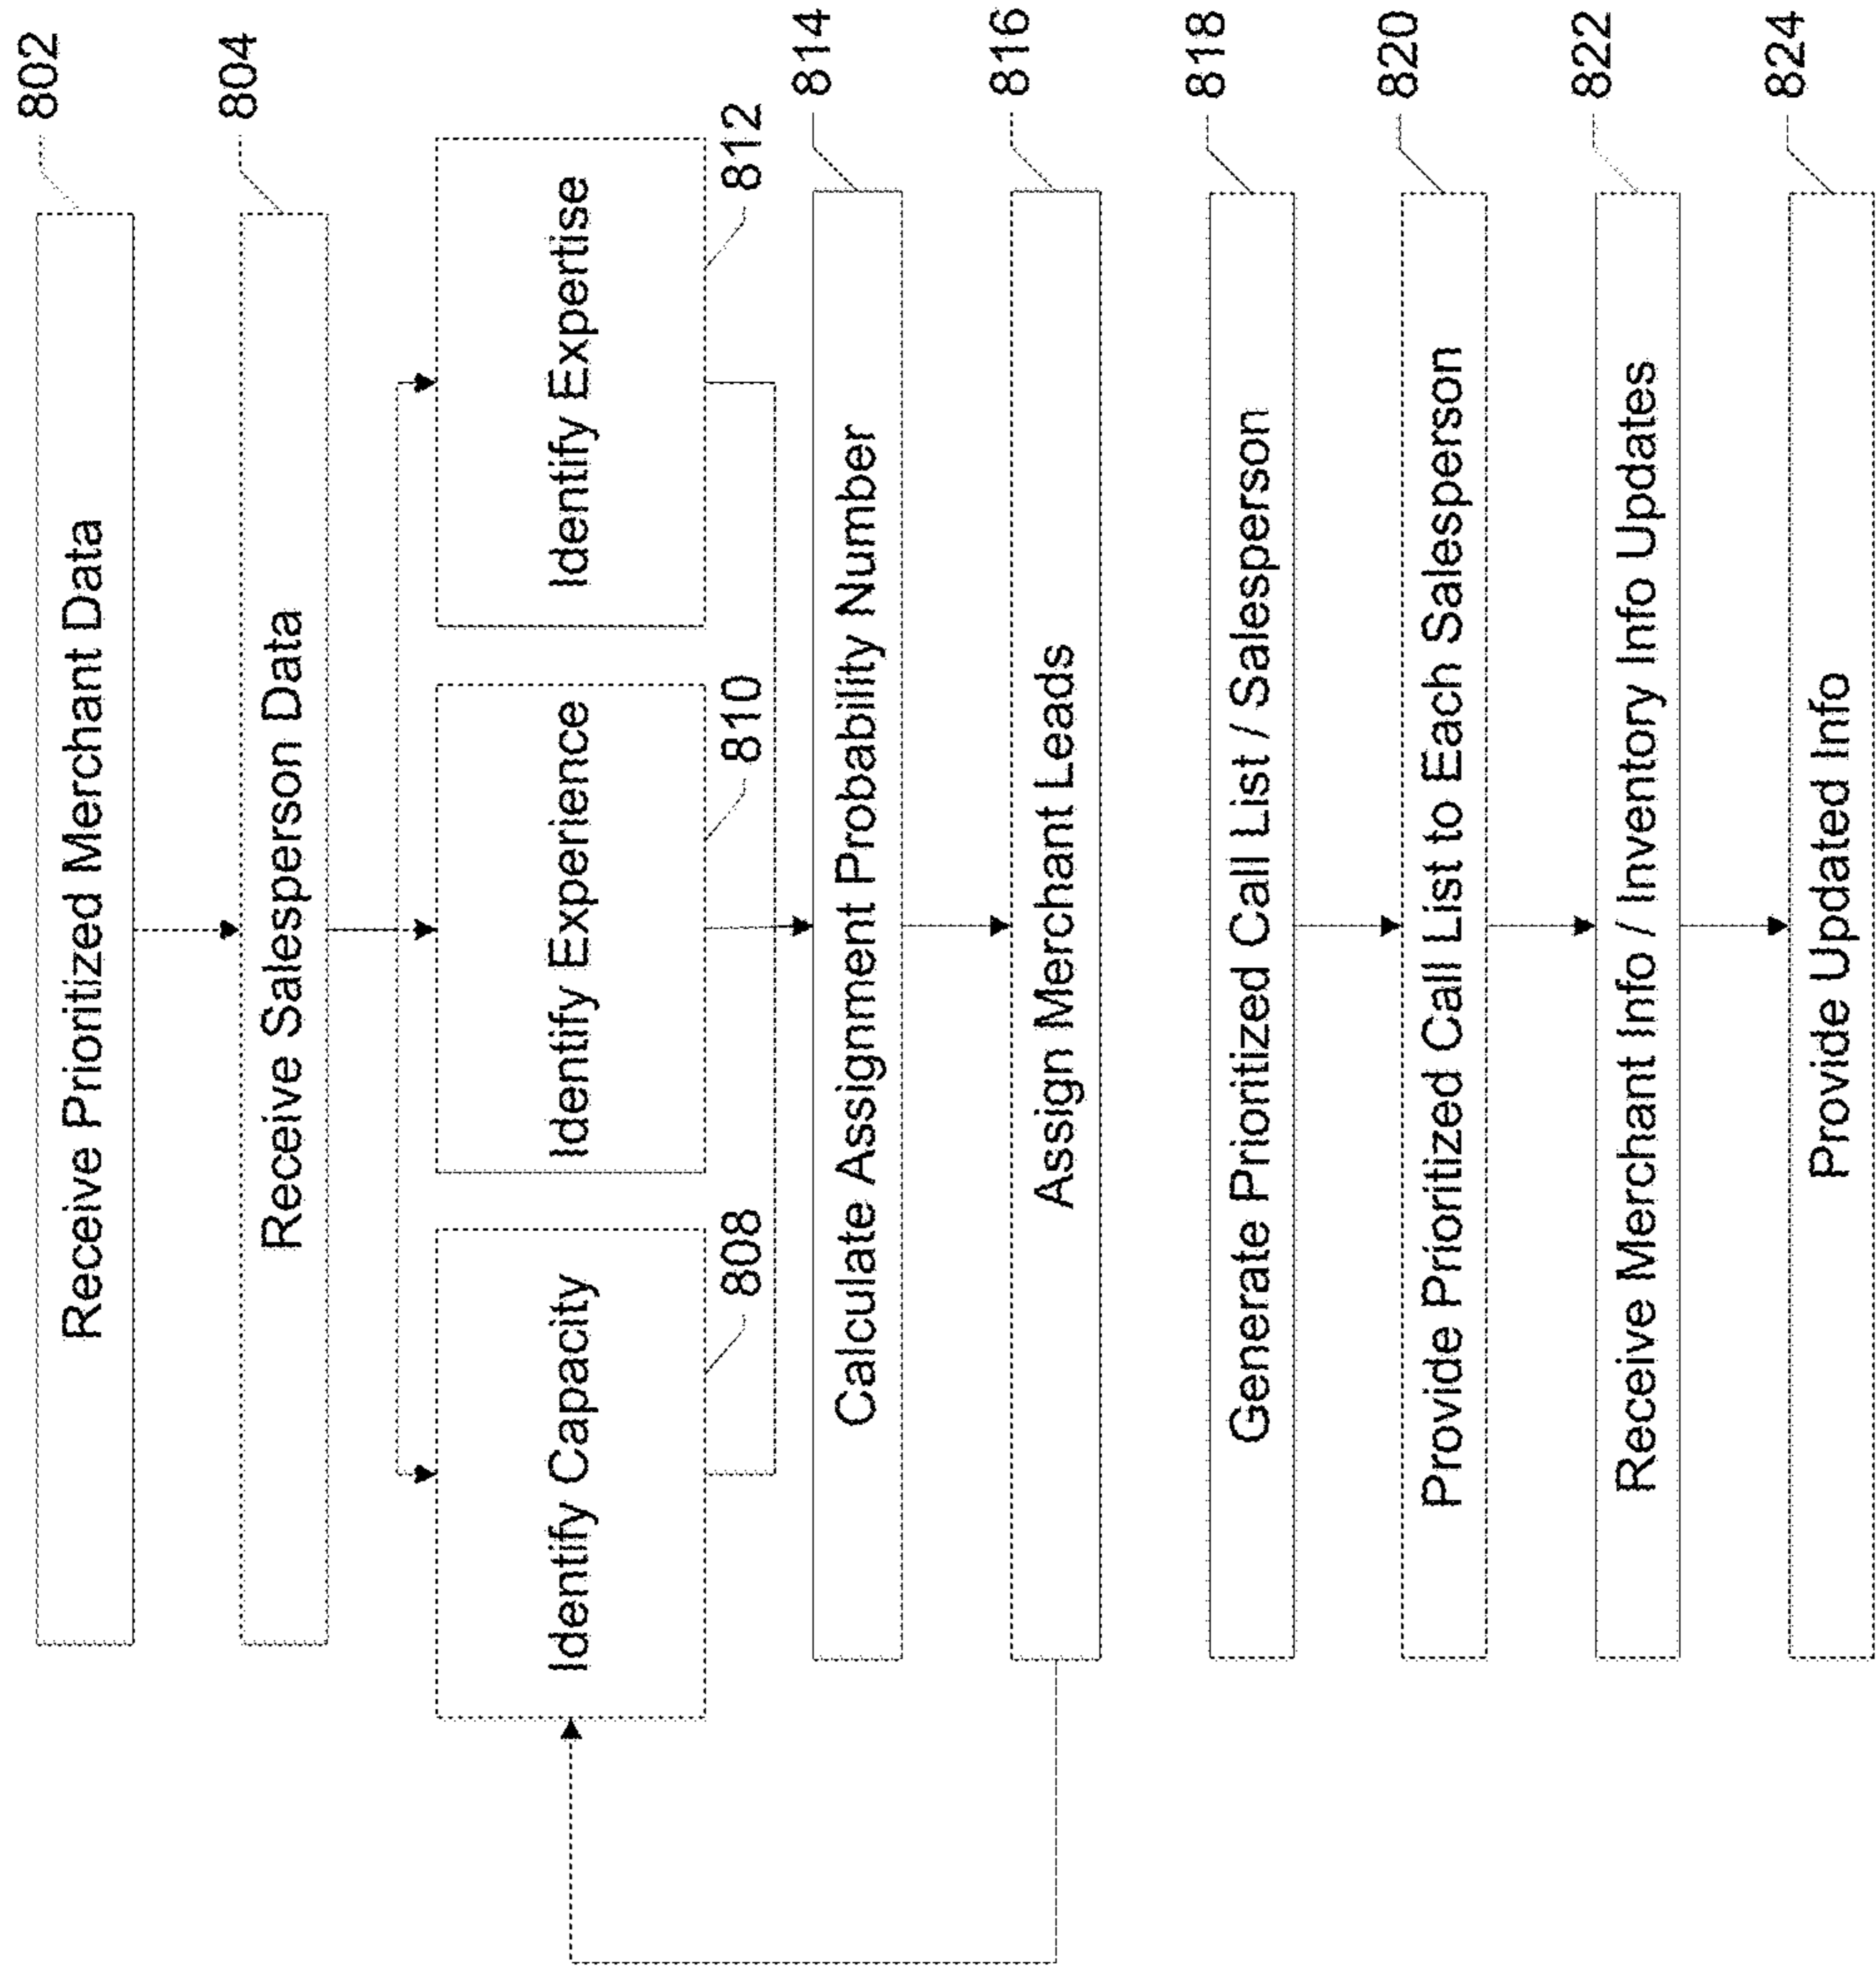 802
Receive Prioritized Merchant Data
804
Receive Salesperson Data
Identify Capacity
808
Identify Experience
810
Identify Expertise
812
814
Calculate Assignment Probability Number
816
Assign Merchant Leads
818
Generate Prioritized Call List / Salesperson
820
Provide Prioritized Call List to Each Salesperson
822
Receive Merchant Info / Inventory Info Updates
824
Provide Updated Info